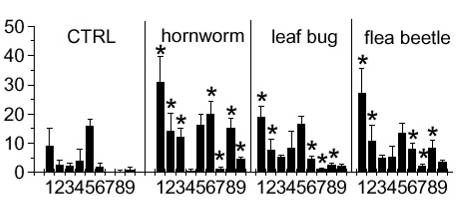 50
40
30
20
10
0
CTRL
hornworm
leaf bug
flea beetle
* * * * * * *
* * * * *
* * * * *
123456789
123456789
123456789
123456789